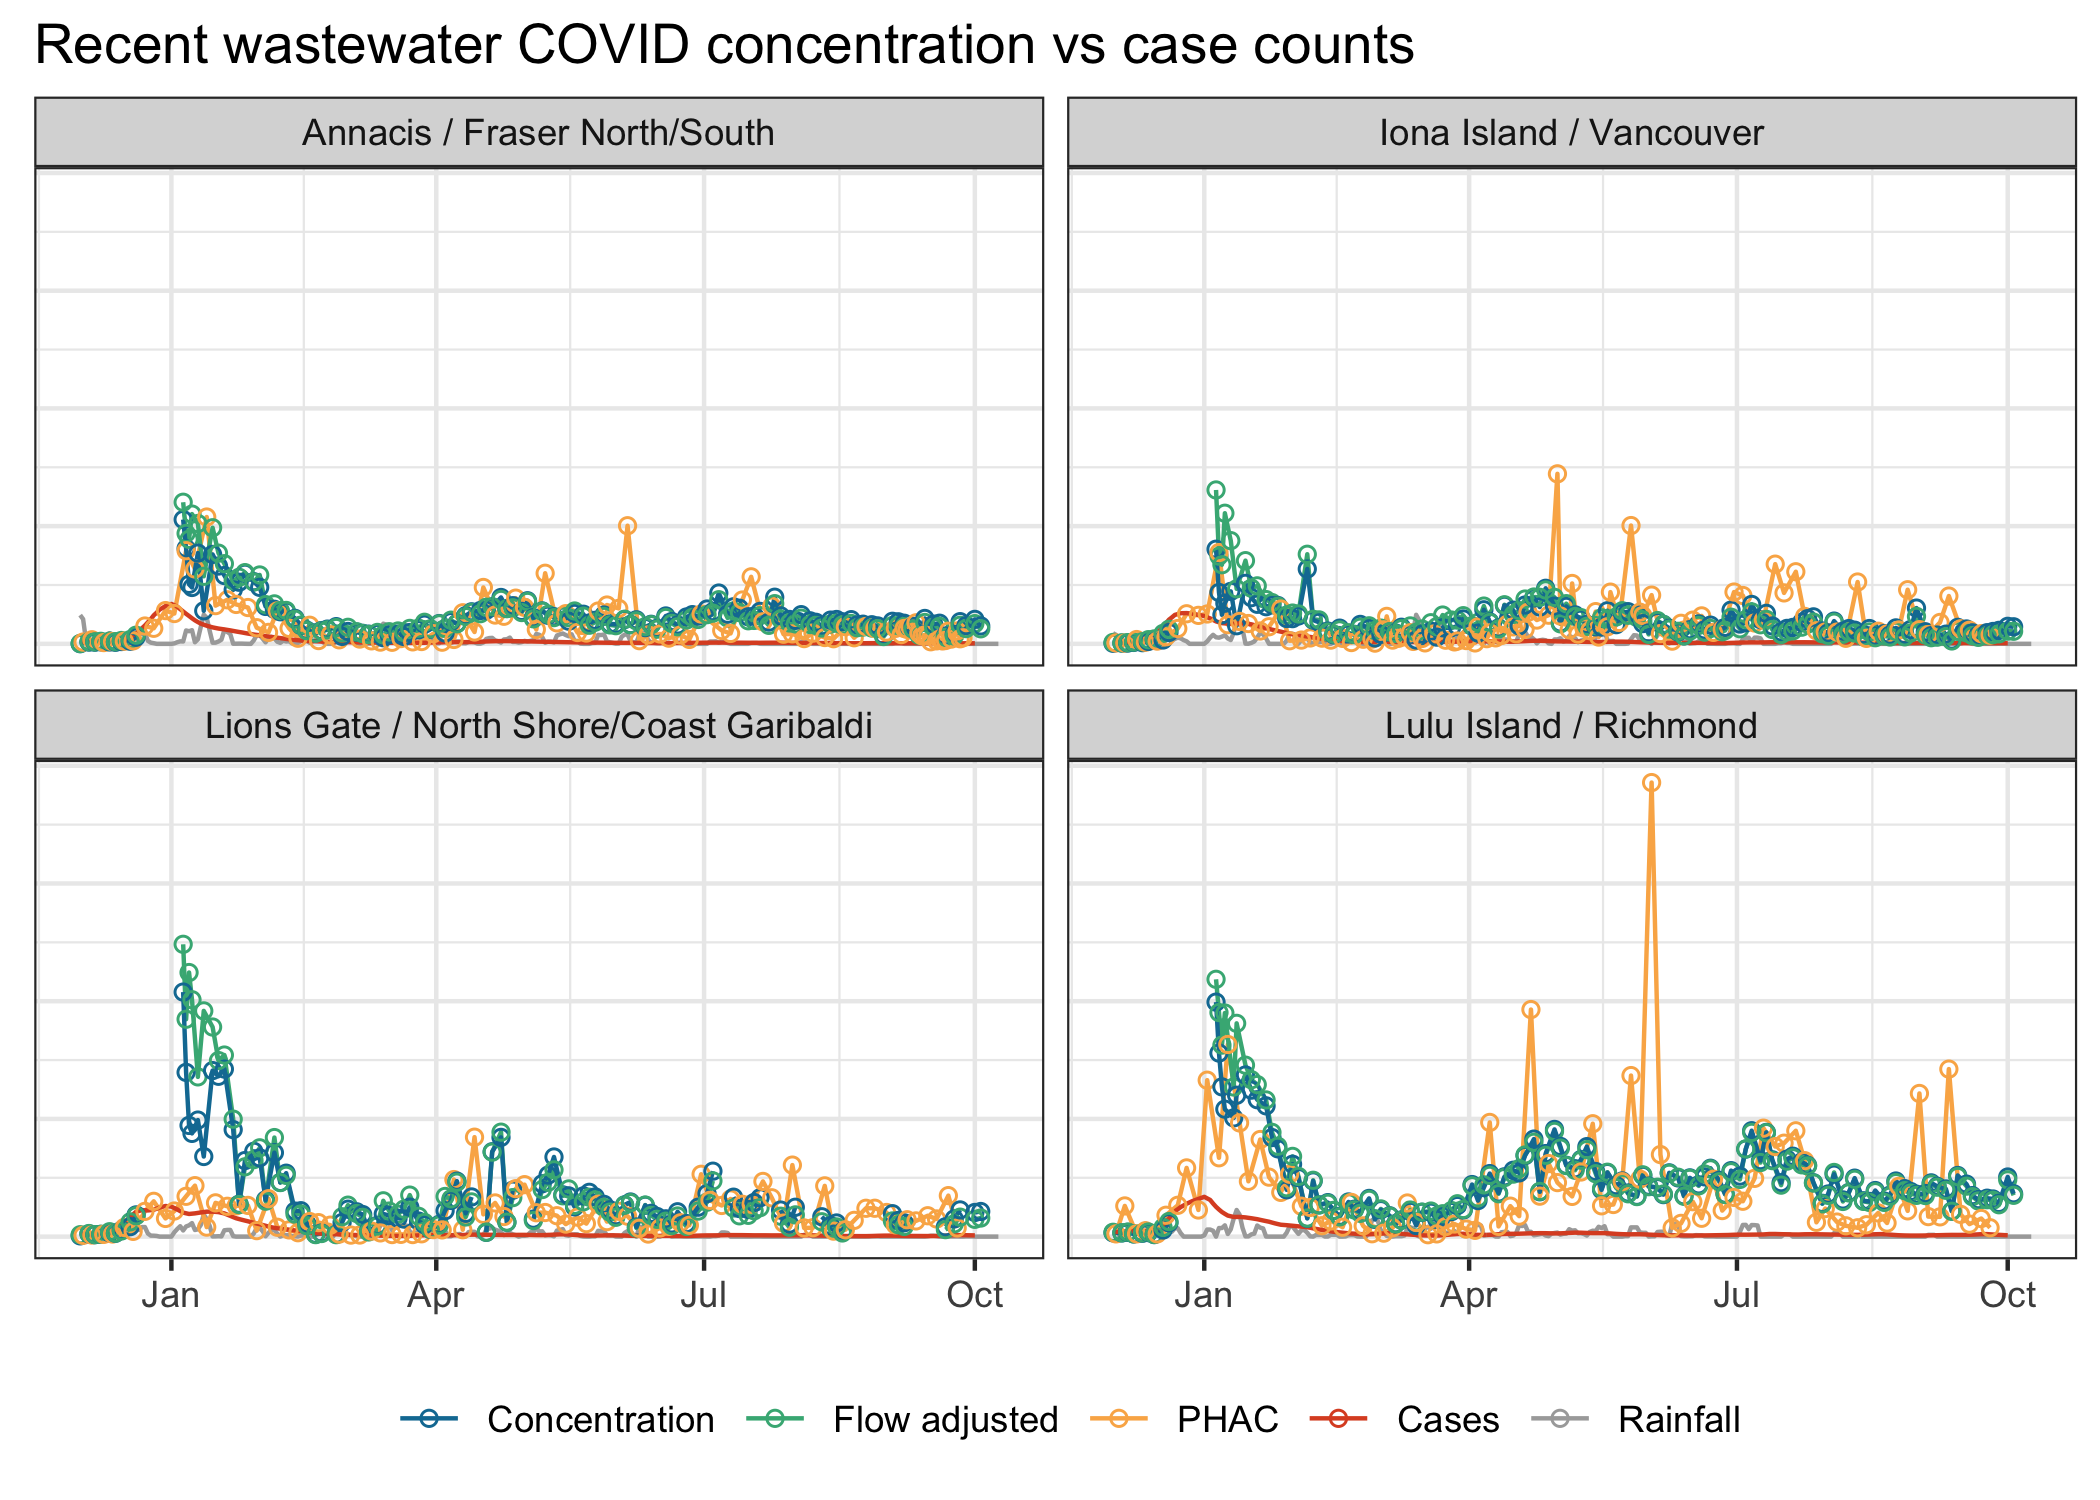 Recent wastewater COVID concentration vs case counts
Annacis / Fraser North/South
Iona Island / Vancouver
Lions Gate / North Shore/Coast Garibaldi
Lulu Island / Richmond
Jan Apr Jul Oct
Jan Apr Jul Oct
Concentration Flow adjusted PHAC Cases Rainfall